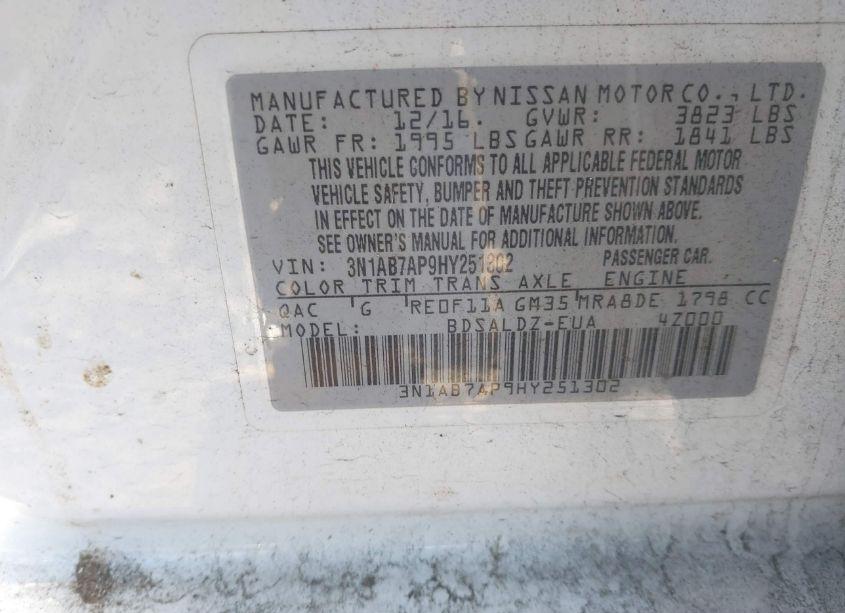 MANUFACTURED BY NISSAN MOTOR CO., LTD.
DATE: 12/16. GVWR: 3823 LBS
GAWR FR: 1995 LBS GAWR RR: 1841 LBS
THIS VEHICLE CONFORMS TO ALL APPLICABLE FEDERAL MOTOR
VEHICLE SAFETY, BUMPER AND THEFT PREVENTION STANDARDS
IN EFFECT ON THE DATE OF MANUFACTURE SHOWN ABOVE.
SEE OWNER'S MANUAL FOR ADDITIONAL INFORMATION.
VIN: 3N1AB7AP9HY251302 PASSENGER CAR.
COLOR TRIM TRANS AXLE ENGINE
QAC G RE0F11A GM35 MRA8DE 1798 CC
MODEL: BDSALDZ-EUA 4Z000
3N1AB7AP9HY251302